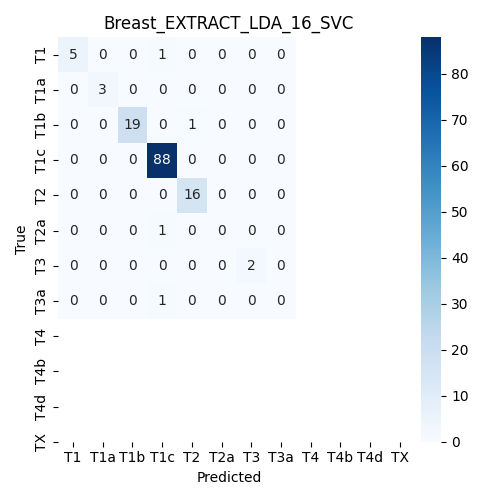 Breast_EXTRACT_LDA_16_SVC
T1 5 0 0 1 0 0 0 0
T1a 0 3 0 0 0 0 0 0
T1b 0 0 19 0 1 0 0 0
T1c 0 0 0 88 0 0 0 0
T2 0 0 0 0 16 0 0 0
T2a 0 0 0 1 0 0 0 0
T3 0 0 0 0 0 0 2 0
T3a 0 0 0 1 0 0 0 0
T4
T4b
T4d
TX
True
T1 T1a T1b T1c T2 T2a T3 T3a T4 T4b T4d TX
Predicted
80
70
60
50
40
30
20
10
0